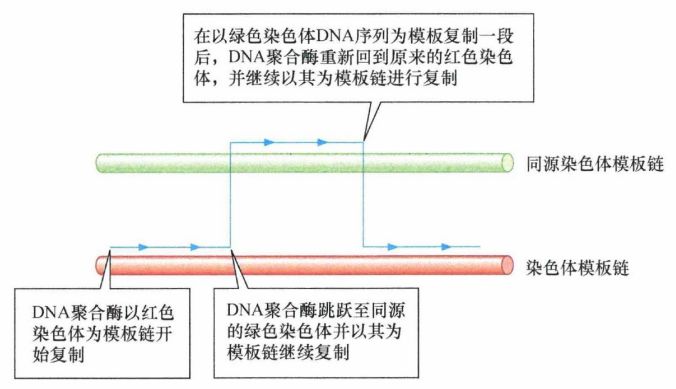 在以绿色染色体DNA序列为模板复制一段
后，DNA聚合酶重新回到原来的红色染色
体，并继续以其为模板链进行复制
同源染色体模板链
染色体模板链
DNA聚合酶以红色
染色体为模板链开
始复制
DNA聚合酶跳跃至同源
的绿色染色体并以其为
模板链继续复制